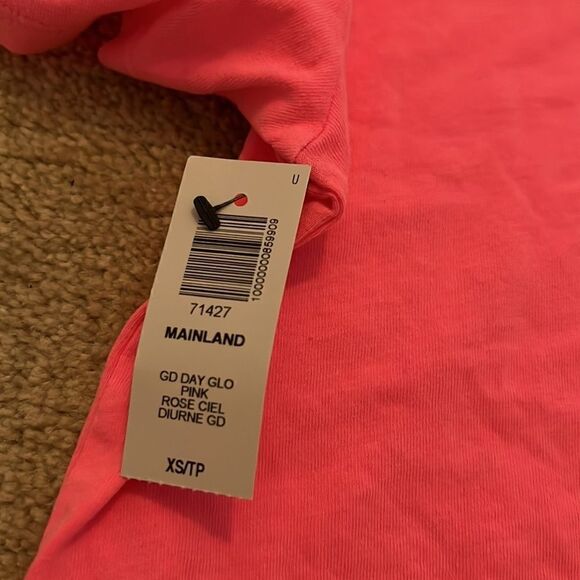 U
1000000859909
71427
MAINLAND
GD DAY GLO
PINK
ROSE CIEL
DIURNE GD
XS/TP